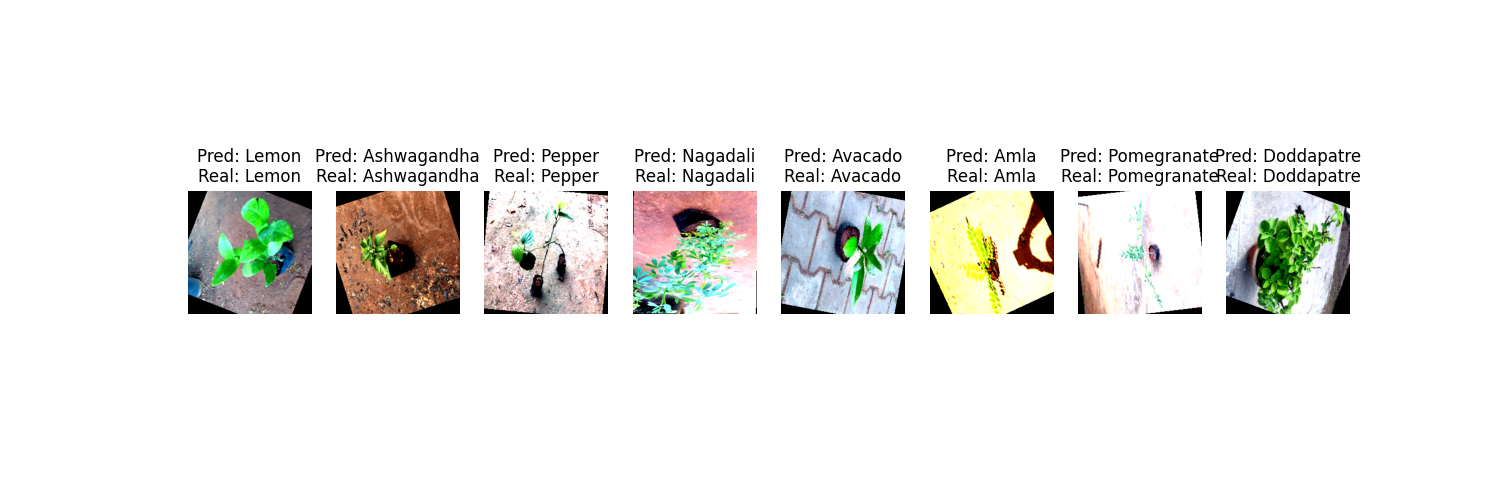 Pred: Lemon
Real: Lemon
Pred: Ashwagandha
Real: Ashwagandha
Pred: Pepper
Real: Pepper
Pred: Nagadali
Real: Nagadali
Pred: Avacado
Real: Avacado
Pred: Amla
Real: Amla
Pred: Pomegranate
Real: Pomegranate
Pred: Doddapatre
Real: Doddapatre